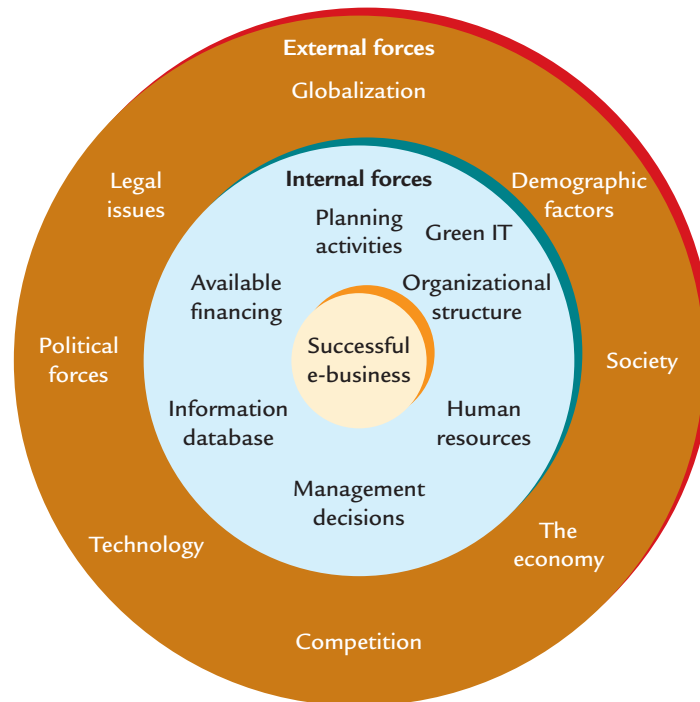 External forces
Globalization
Legal
issues
Demographic
factors
Internal forces
Planning
activities
Green IT
Available
financing
Organizational
structure
Political
forces
Successful
e-business
Society
Information
database
Human
resources
Management
decisions
Technology
The
economy
Competition